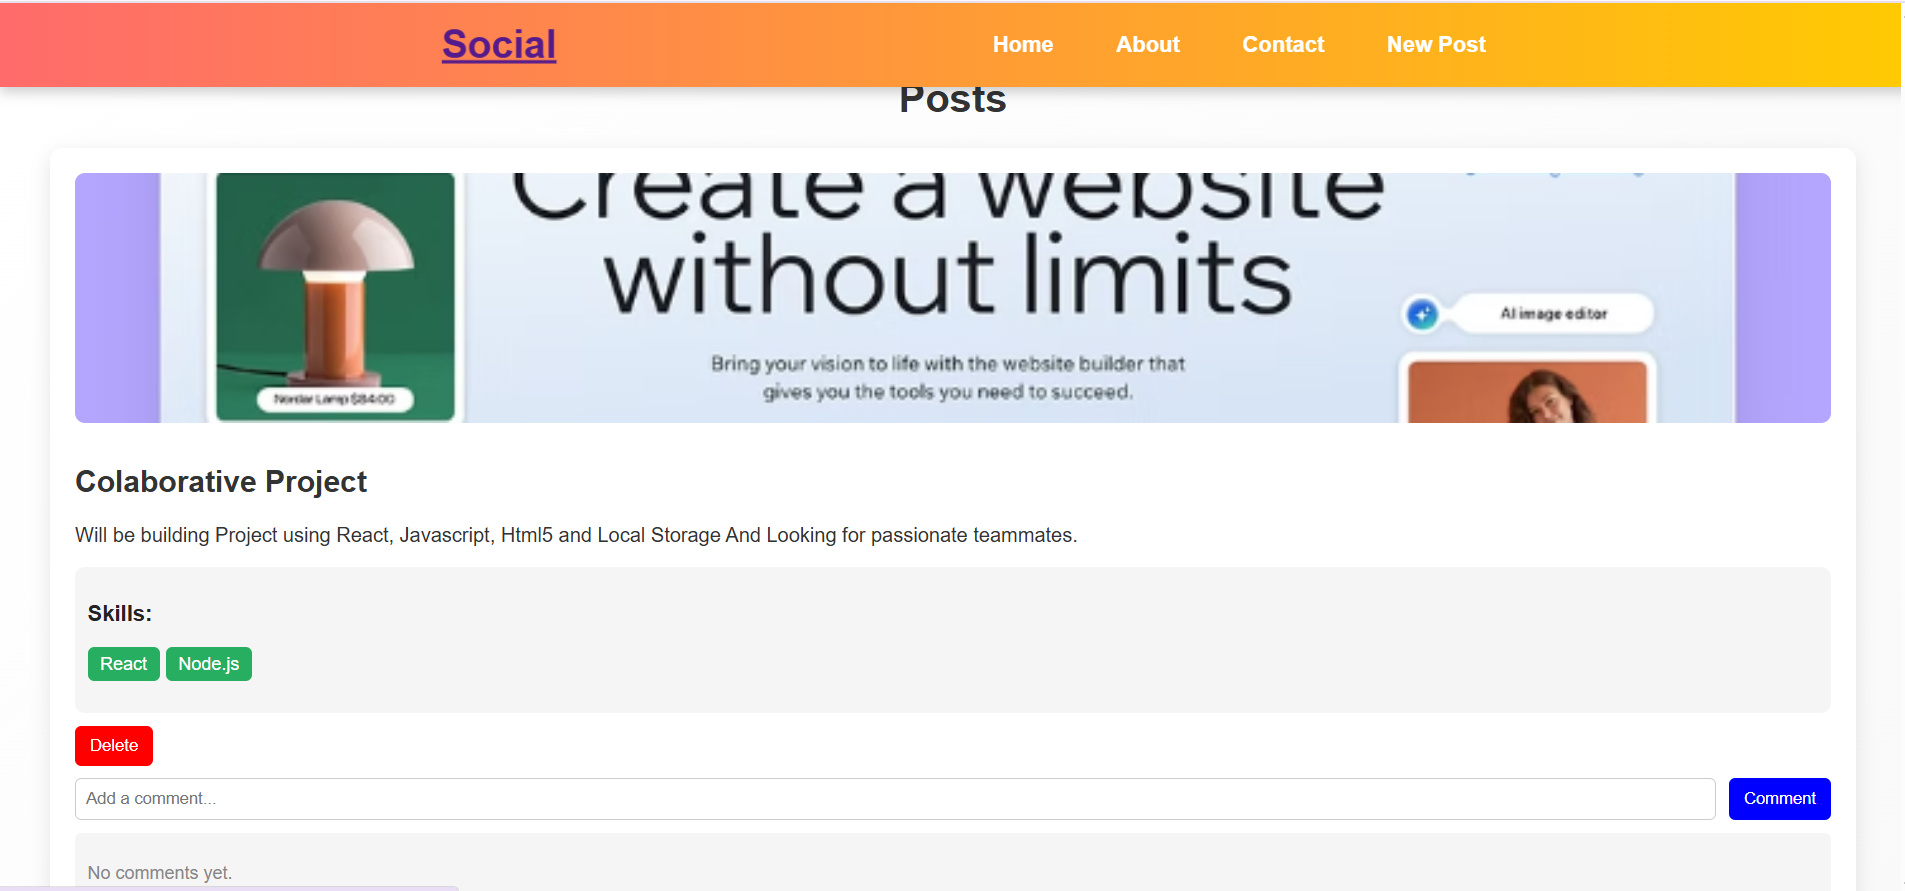 Social
Home
About
Contact
New Post
Posts
Create a website
without limits
Bring your vision to life with the website builder that
gives you the tools you need to succeed.
Nordar Lamp $84.00
AI image editor
Colaborative Project
Will be building Project using React, Javascript, Html5 and Local Storage And Looking for passionate teammates.
Skills:
React
Node.js
Delete
Add a comment...
Comment
No comments yet.